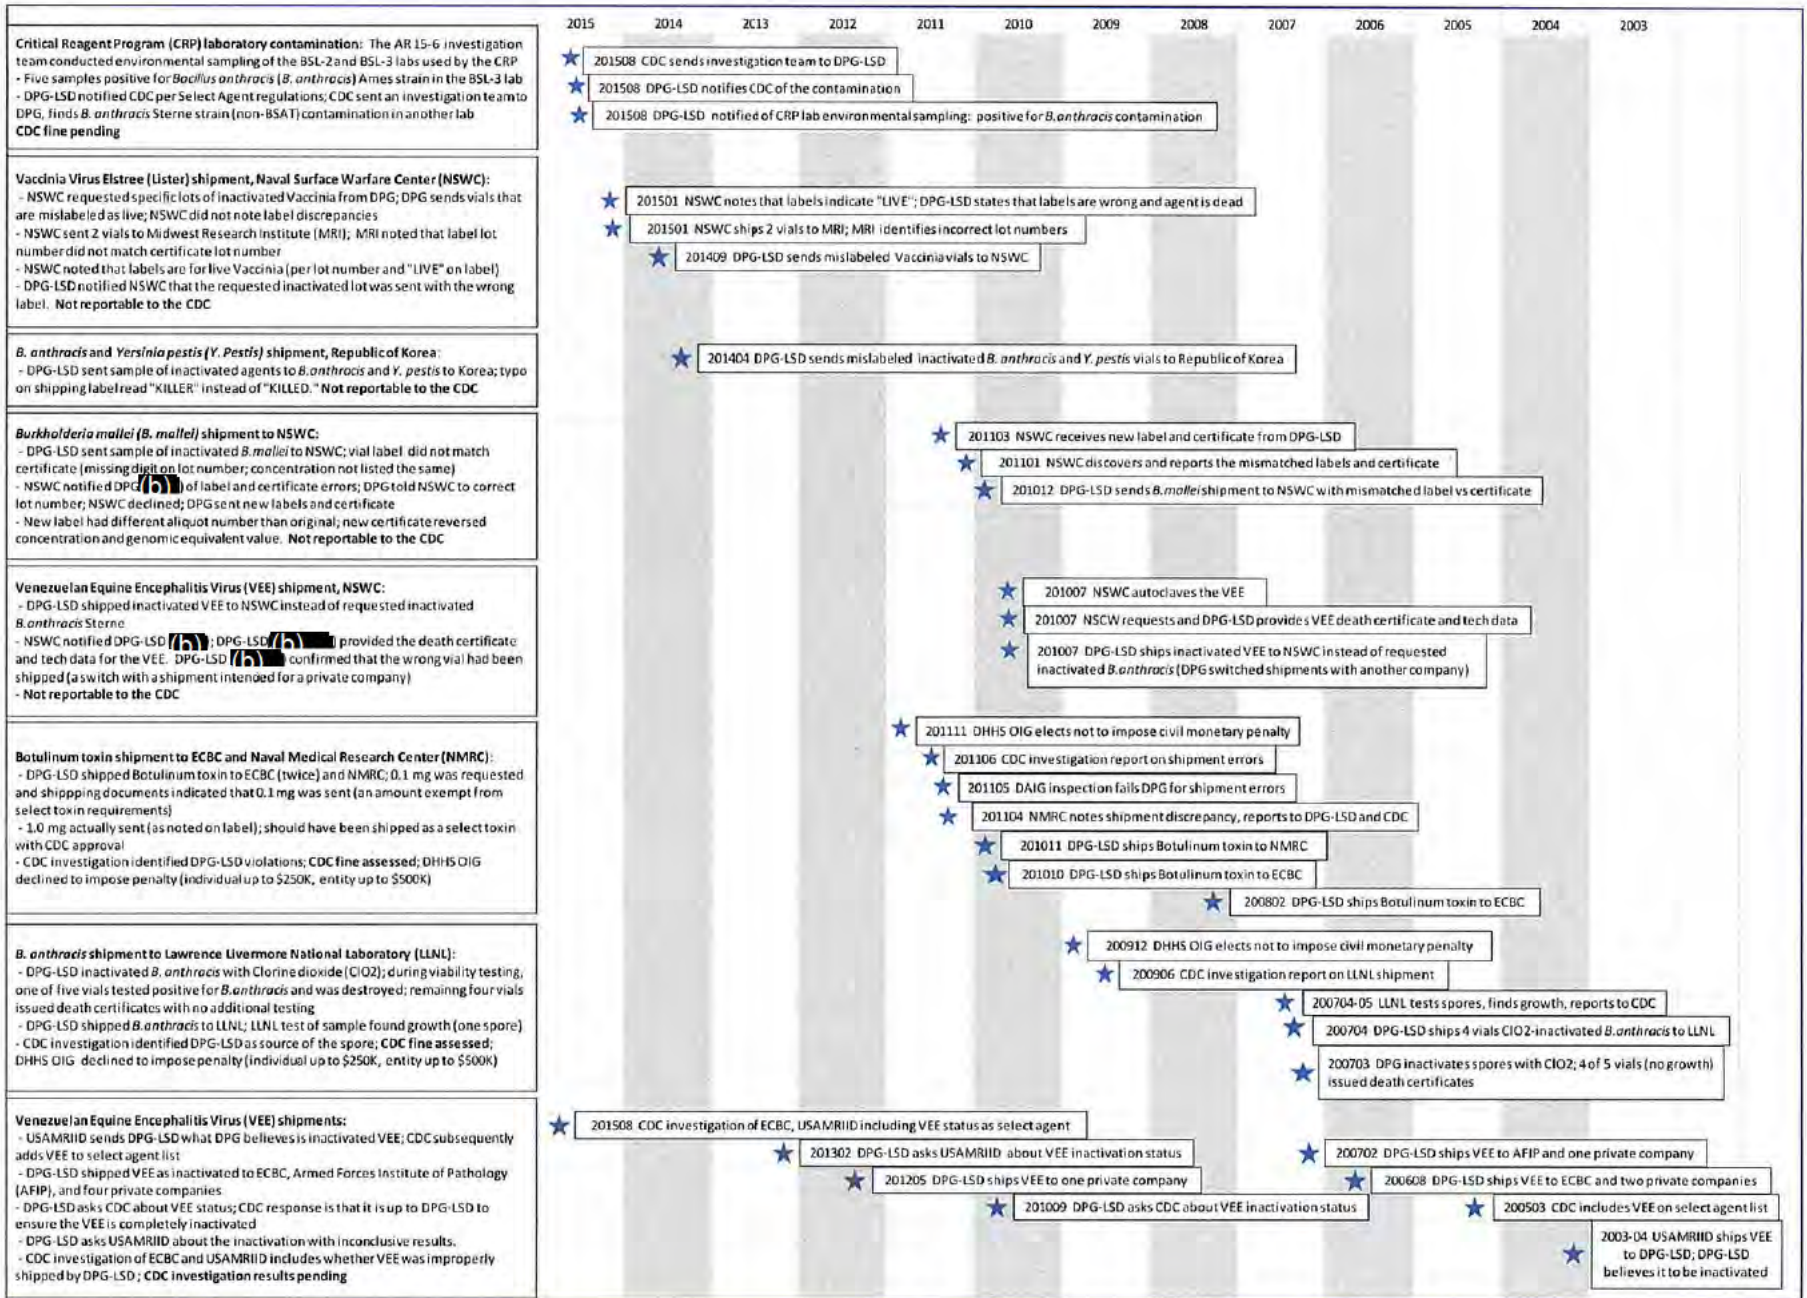 2015 2014 2013 2012 2011 2010 2009 2008 2007 2006 2005 2004 2003
Critical Reagent Program (CRP) laboratory contamination: The AR 15-6 investigation
team conducted environmental sampling of the BSL-2 and BSL-3 labs used by the CRP
- Five samples positive for Bacillus anthracis (B. anthracis) Ames strain in the BSL-3 lab
- DPG-LSD notified CDC per Select Agent regulations; CDC sent an investigation team to
DPG, finds B. anthracis Sterne strain (non-BSAT) contamination in another lab
CDC fine pending
201508 CDC sends investigation team to DPG-LSD
201508 DPG-LSD notifies CDC of the contamination
201508 DPG-LSD notified of CRP lab environmental sampling: positive for B.anthracis contamination
Vaccinia Virus Elstree (Lister) shipment, Naval Surface Warfare Center (NSWC):
- NSWC requested specific lots of inactivated Vaccinia from DPG; DPG sends vials that
are mislabeled as live; NSWC did not note label discrepancies
- NSWC sent 2 vials to Midwest Research Institute (MRI); MRI noted that label lot
number did not match certificate lot number
- NSWC noted that labels are for live Vaccinia (per lot number and "LIVE" on label)
- DPG-LSD notified NSWC that the requested inactivated lot was sent with the wrong
label. Not reportable to the CDC
201501 NSWC notes that labels indicate "LIVE"; DPG-LSD states that labels are wrong and agent is dead
201501 NSWC ships 2 vials to MRI; MRI identifies incorrect lot numbers
201409 DPG-LSD sends mislabeled Vaccinia vials to NSWC
B. anthracis and Yersinia pestis (Y. Pestis) shipment, Republic of Korea:
- DPG-LSD sent sample of inactivated agents to B.anthracis and Y. pestis to Korea; typo
on shipping label read "KILLER" instead of "KILLED." Not reportable to the CDC
201404 DPG-LSD sends mislabeled inactivated B. anthracis and Y. pestis vials to Republic of Korea
Burkholderia mallei (B. mallei) shipment to NSWC:
- DPG-LSD sent sample of inactivated B.mallei to NSWC; vial label did not match
certificate (missing digit on lot number; concentration not listed the same)
- NSWC notified DPG (b) ) of label and certificate errors; DPG told NSWC to correct
lot number; NSWC declined; DPG sent new labels and certificate
- New label had different aliquot number than original; new certificate reversed
concentration and genomic equivalent value. Not reportable to the CDC
201103 NSWC receives new label and certificate from DPG-LSD
201101 NSWC discovers and reports the mismatched labels and certificate
201012 DPG-LSD sends B.mallei shipment to NSWC with mismatched label vs certificate
Venezuelan Equine Encephalitis Virus (VEE) shipment, NSWC:
- DPG-LSD shipped inactivated VEE to NSWC instead of requested inactivated
B.anthracis Sterne
- NSWC notified DPG-LSD (b) ); DPG-LSD (b) ) provided the death certificate
and tech data for the VEE. DPG-LSD (b) ) confirmed that the wrong vial had been
shipped (a switch with a shipment intended for a private company)
- Not reportable to the CDC
201007 NSWC autoclaves the VEE
201007 NSCW requests and DPG-LSD provides VEE death certificate and tech data
201007 DPG-LSD ships inactivated VEE to NSWC instead of requested
inactivated B.anthracis (DPG switched shipments with another company)
Botulinum toxin shipment to ECBC and Naval Medical Research Center (NMRC):
- DPG-LSD shipped Botulinum toxin to ECBC (twice) and NMRC; 0.1 mg was requested
and shippping documents indicated that 0.1 mg was sent (an amount exempt from
select toxin requirements)
- 1.0 mg actually sent (as noted on label); should have been shipped as a select toxin
with CDC approval
- CDC investigation identified DPG-LSD violations; CDC fine assessed; DHHS OIG
declined to impose penalty (individual up to $250K, entity up to $500K)
201111 DHHS OIG elects not to impose civil monetary penalty
201106 CDC investigation report on shipment errors
201105 DAIG inspection fails DPG for shipment errors
201104 NMRC notes shipment discrepancy, reports to DPG-LSD and CDC
201011 DPG-LSD ships Botulinum toxin to NMRC
201010 DPG-LSD ships Botulinum toxin to ECBC
200802 DPG-LSD ships Botulinum toxin to ECBC
B. anthracis shipment to Lawrence Livermore National Laboratory (LLNL):
- DPG-LSD inactivated B. anthracis with Clorine dioxide (ClO2); during viability testing,
one of five vials tested positive for B.anthracis and was destroyed; remainng four vials
issued death certificates with no additional testing
- DPG-LSD shipped B.anthracis to LLNL; LLNL test of sample found growth (one spore)
- CDC investigation identified DPG-LSD as source of the spore; CDC fine assessed;
DHHS OIG declined to impose penalty (individual up to $250K, entity up to $500K)
200912 DHHS OIG elects not to impose civil monetary penalty
200906 CDC investigation report on LLNL shipment
200704-05 LLNL tests spores, finds growth, reports to CDC
200704 DPG-LSD ships 4 vials ClO2-inactivated B.anthracis to LLNL
200703 DPG inactivates spores with ClO2; 4 of 5 vials (no growth)
issued death certificates
Venezuelan Equine Encephalitis Virus (VEE) shipments:
- USAMRIID sends DPG-LSD what DPG believes is inactivated VEE; CDC subsequently
adds VEE to select agent list
- DPG-LSD shipped VEE as inactivated to ECBC, Armed Forces Institute of Pathology
(AFIP), and four private companies
- DPG-LSD asks CDC about VEE status; CDC response is that it is up to DPG-LSD to
ensure the VEE is completely inactivated
- DPG-LSD asks USAMRIID about the inactivation with inconclusive results.
- CDC investigation of ECBC and USAMRIID includes whether VEE was improperly
shipped by DPG-LSD; CDC investigation results pending
201508 CDC investigation of ECBC, USAMRIID including VEE status as select agent
201302 DPG-LSD asks USAMRIID about VEE inactivation status
200702 DPG-LSD ships VEE to AFIP and one private company
201205 DPG-LSD ships VEE to one private company
200608 DPG-LSD ships VEE to ECBC and two private companies
201009 DPG-LSD asks CDC about VEE inactivation status
200503 CDC includes VEE on select agent list
2003-04 USAMRIID ships VEE
to DPG-LSD; DPG-LSD
believes it to be inactivated